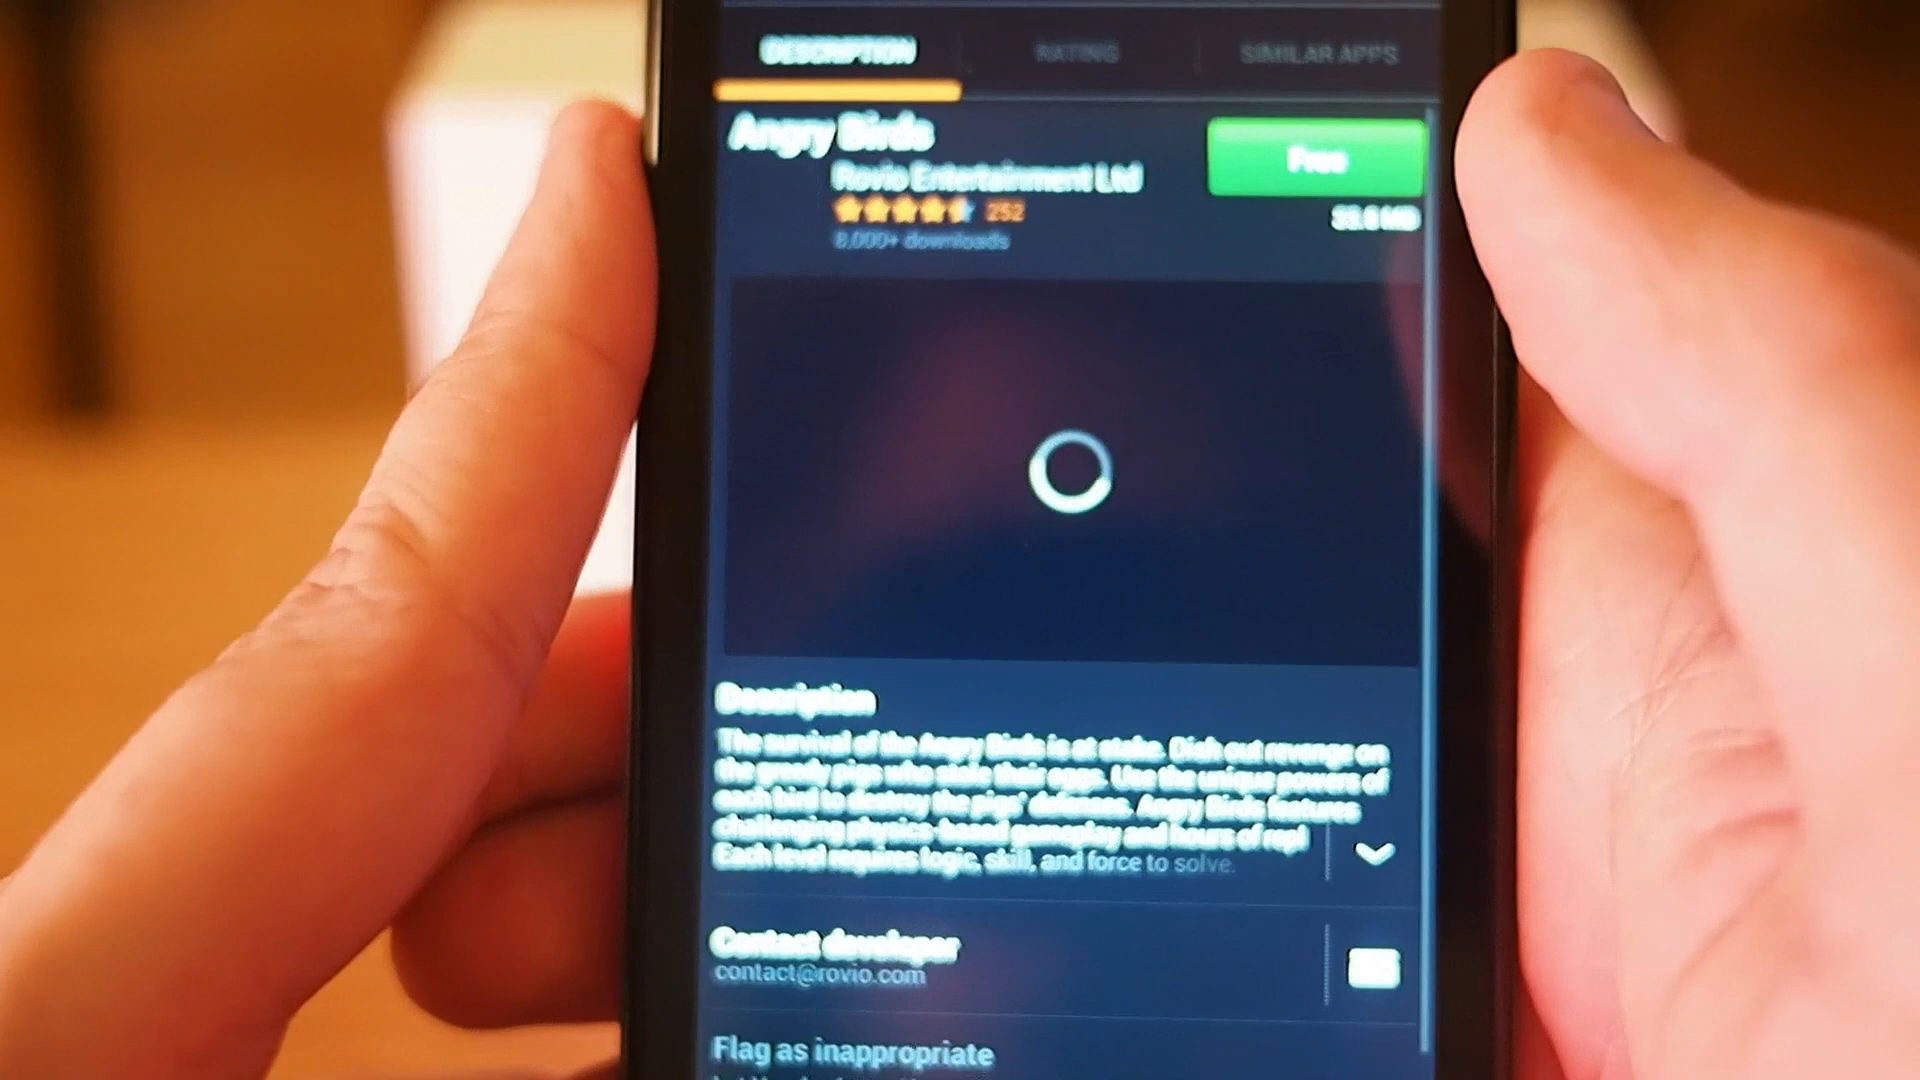 DESCRIPTION RATING SIMILAR APPS
Angry Birds
Free
Rovio Entertainment Ltd
252
8,000+ downloads
Description
The survival of the Angry Birds is at stake. Dish out revenge on
the greedy pigs who stole their eggs. Use the unique powers of
each bird to destroy the pigs' defenses. Angry Birds features
challenging physics-based gameplay and hours of repl
Each level requires logic, skill, and force to solve.
Contact developer
contact@rovio.com
Flag as inappropriate